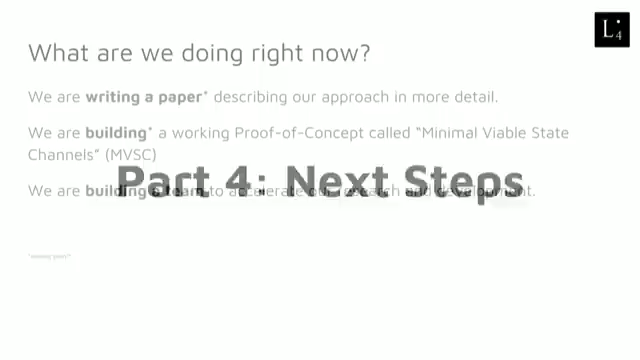 L4
What are we doing right now?
We are writing a paper* describing our approach in more detail.
We are building* a working Proof-of-Concept called “Minimal Viable State
Channels” (MVSC)
Part 4: Next Steps
We are building a team to accelerate our research and development.